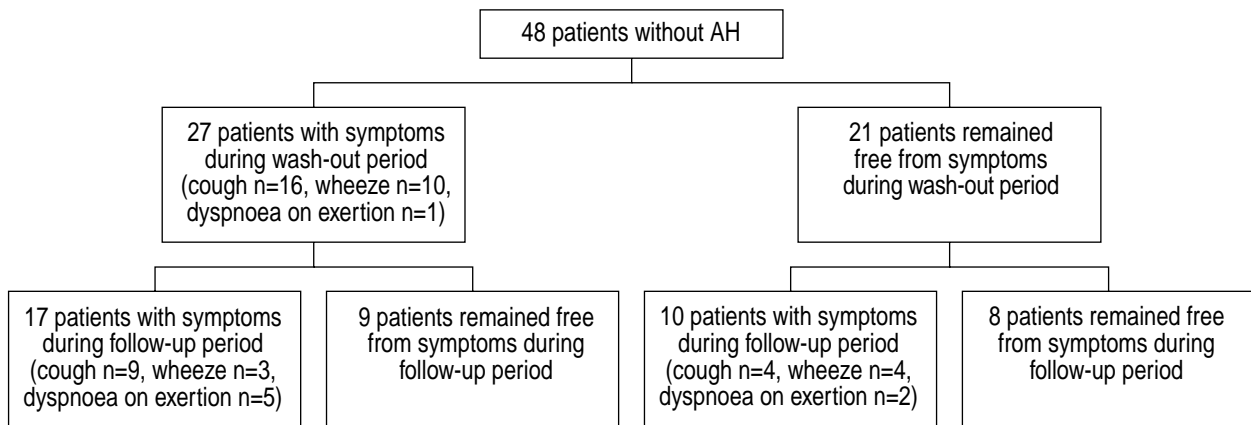 48 patients without AH
27 patients with symptoms
during wash-out period
(cough n=16, wheeze n=10,
dyspnoea on exertion n=1)
21 patients remained
free from symptoms
during wash-out period
17 patients with symptoms
during follow-up period
(cough n=9, wheeze n=3,
dyspnoea on exertion n=5)
9 patients remained free
from symptoms during
follow-up period
10 patients with symptoms
during follow-up period
(cough n=4, wheeze n=4,
dyspnoea on exertion n=2)
8 patients remained free
from symptoms during
follow-up period